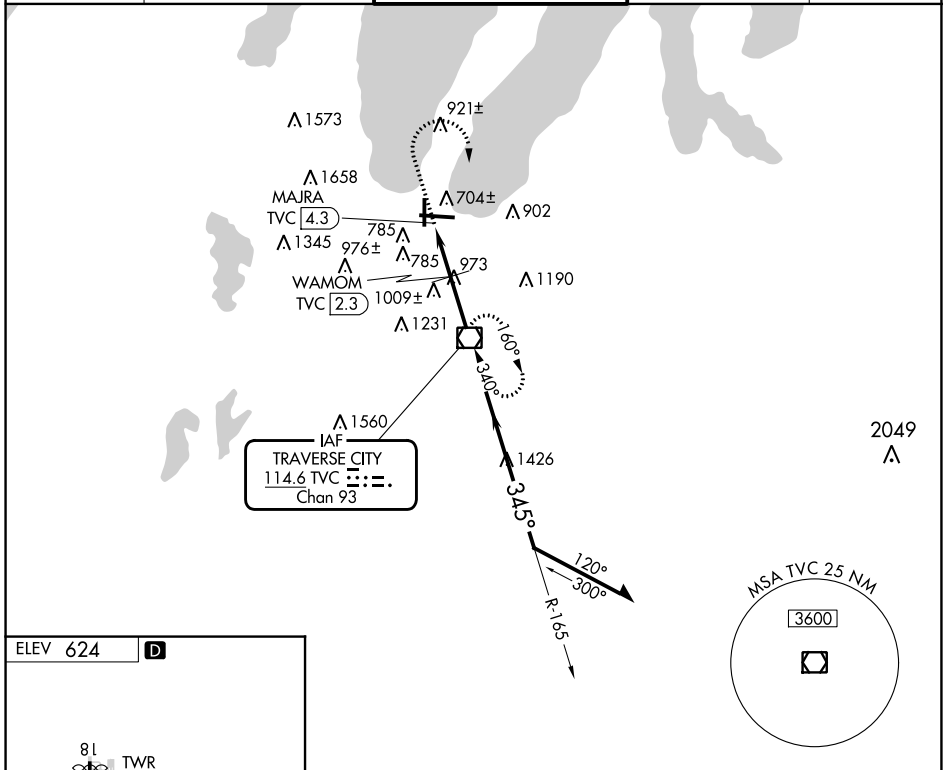 921±
1573
1658
MAJRA
TVC 4.3
704±
902
785
1345
976±
785
973
WAMOM
TVC 2.3
1009±
1190
1231
160°
340°
1560
IAF
TRAVERSE CITY
114.6 TVC
Chan 93
1426
2049
345°
120°
300°
R-165
MSA TVC 25 NM
3600
ELEV 624 D
18
TWR